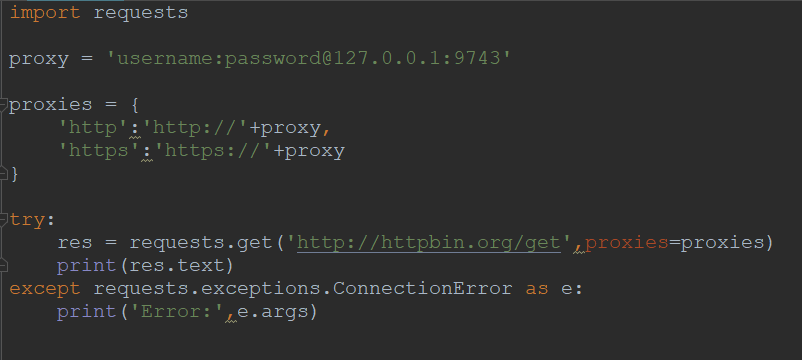 import requests
proxy = 'username:password@127.0.0.1:9743'
proxies = {
    'http':'http://'+proxy,
    'https':'https://'+proxy
}
try:
    res = requests.get('http://httpbin.org/get',proxies=proxies)
    print(res.text)
except requests.exceptions.ConnectionError as e:
    print('Error:',e.args)